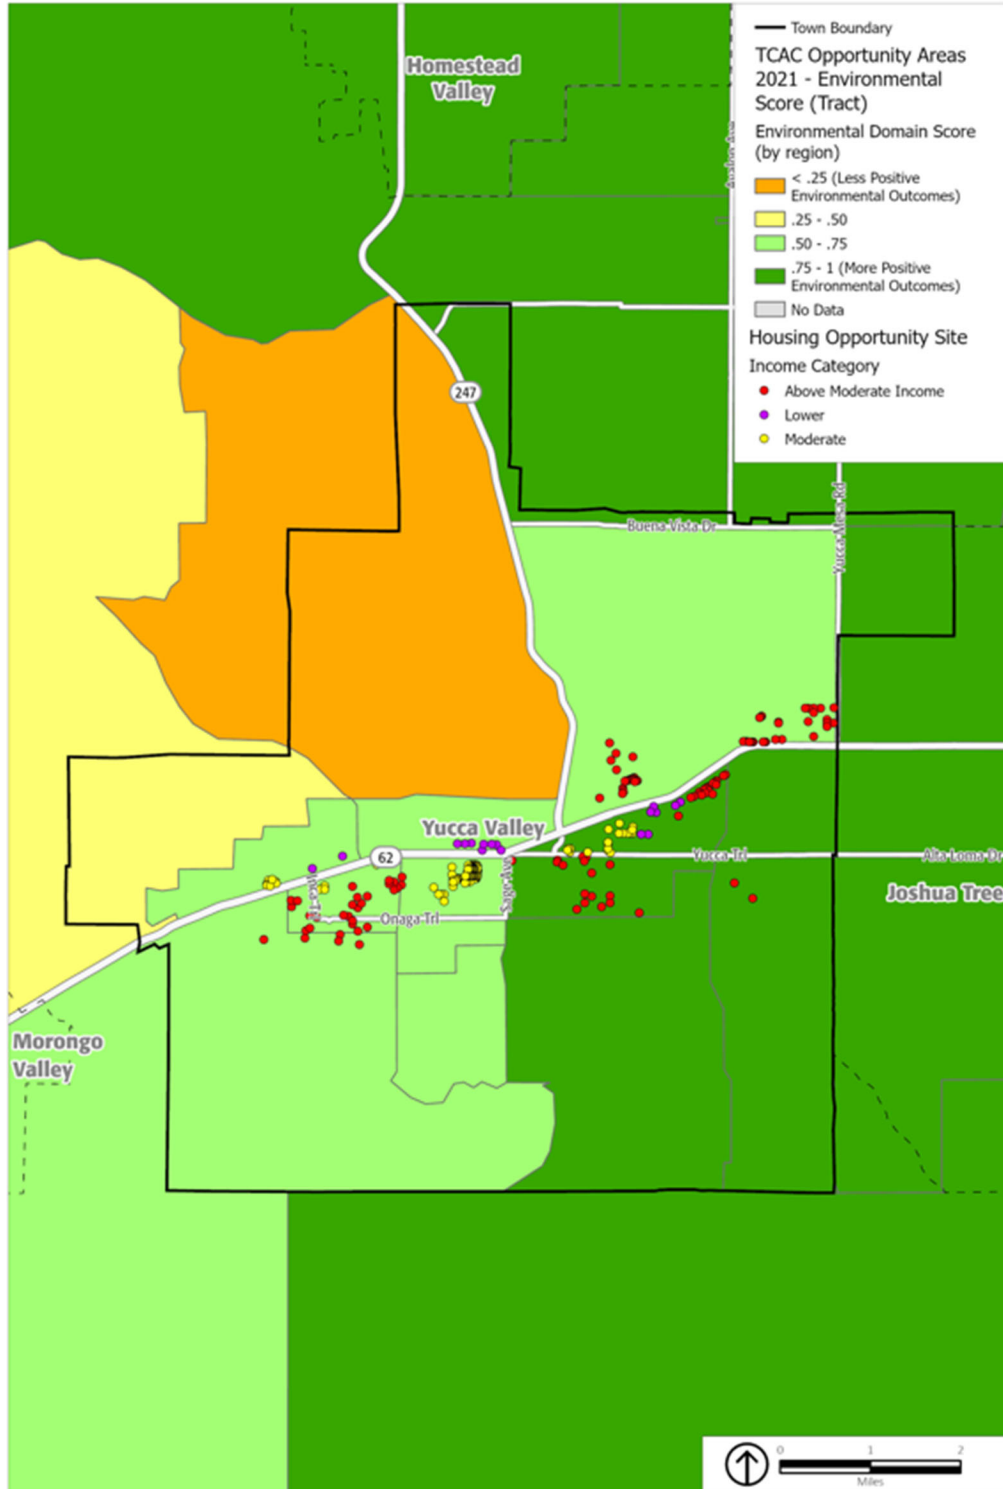 Town Boundary
TCAC Opportunity Areas
2021 - Environmental
Score (Tract)
Environmental Domain Score
(by region)
< .25 (Less Positive
Environmental Outcomes)
.25 - .50
.50 - .75
.75 - 1 (More Positive
Environmental Outcomes)
No Data
Housing Opportunity Site
Income Category
Above Moderate Income
Lower
Moderate
Homestead
Valley
247
Buena Vista Dr
Yucca Mesa Rd
Yucca Valley
62
Yucca Trl
Alta Loma Dr
Joshua Tree
Sage Ave
Onaga Trl
Morongo
Valley
0 1 2
Miles